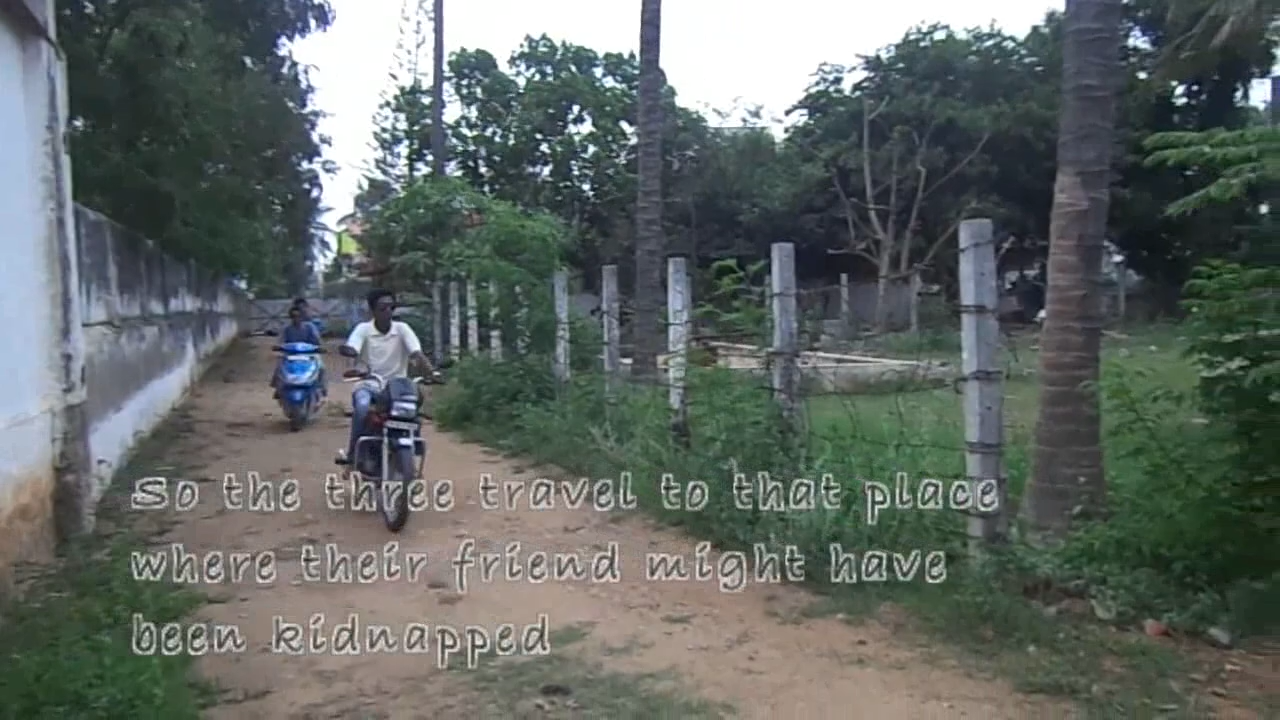 So the three travel to that place
where their friend might have
been kidnapped